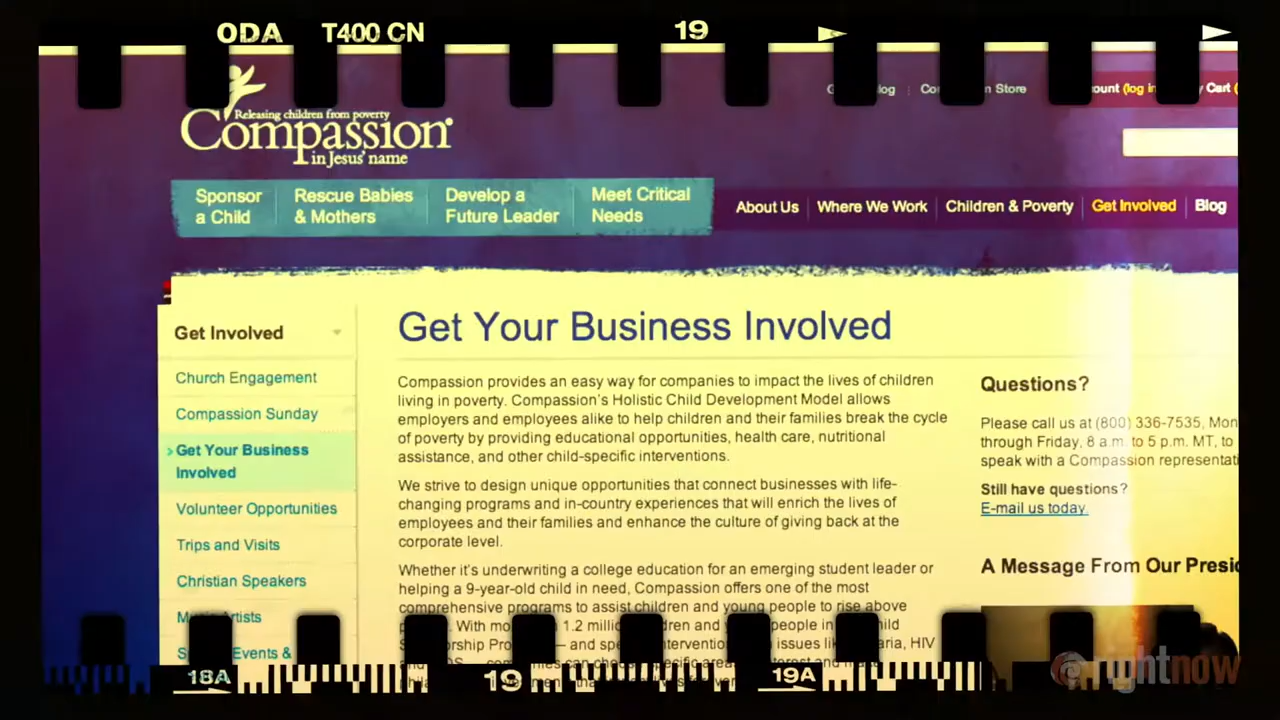 ODA T400 CN 19
Releasing children from poverty
Compassion®
in Jesus' name
Store
(log in
Cart
Sponsor a Child
Rescue Babies & Mothers
Develop a Future Leader
Meet Critical Needs
About Us | Where We Work | Children & Poverty | Get Involved | Blog
Get Involved
Church Engagement
Compassion Sunday
Get Your Business
Involved
Volunteer Opportunities
Trips and Visits
Christian Speakers
Events &
Get Your Business Involved
Compassion provides an easy way for companies to impact the lives of children
living in poverty. Compassion's Holistic Child Development Model allows
employers and employees alike to help children and their families break the cycle
of poverty by providing educational opportunities, health care, nutritional
assistance, and other child-specific interventions.
We strive to design unique opportunities that connect businesses with life-
changing programs and in-country experiences that will enrich the lives of
employees and their families and enhance the culture of giving back at the
corporate level.
Whether it's underwriting a college education for an emerging student leader or
helping a 9-year-old child in need, Compassion offers one of the most
comprehensive programs to assist children and young people to rise above
With 1.2 people in
and issues HIV
Questions?
Please call us at (800) 336-7535, Mon
through Friday, 8 a.m. to 5 p.m. MT, to
speak with a Compassion
Still have questions?
E-mail us today.
A Message From Our
18A 19 19A
rightnow